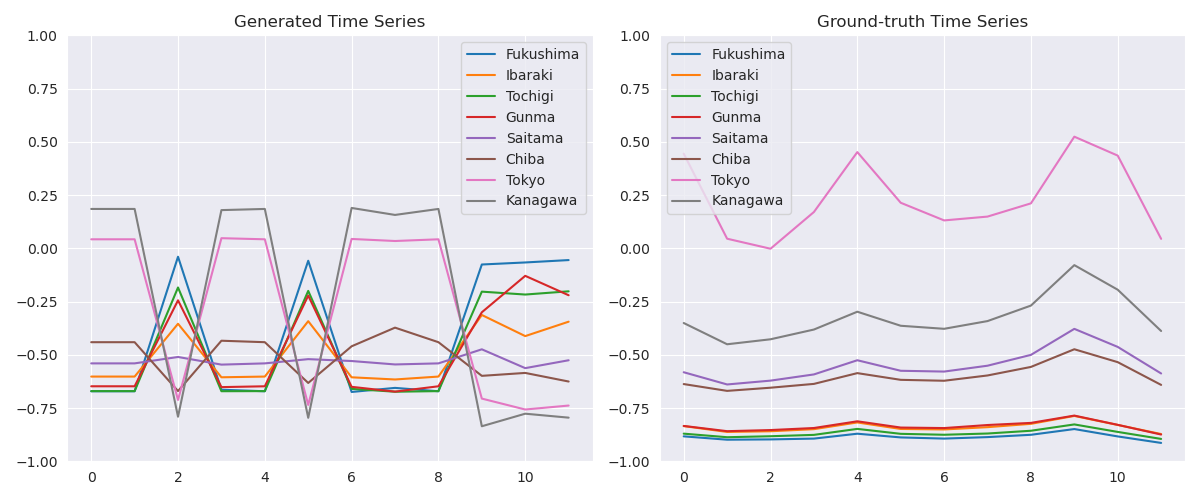 Generated Time Series
1.00
0.75
0.50
0.25
0.00
−0.25
−0.50
−0.75
−1.00
0 2 4 6 8 10
Fukushima
Ibaraki
Tochigi
Gunma
Saitama
Chiba
Tokyo
Kanagawa
Ground-truth Time Series
1.00
0.75
0.50
0.25
0.00
−0.25
−0.50
−0.75
−1.00
0 2 4 6 8 10
Fukushima
Ibaraki
Tochigi
Gunma
Saitama
Chiba
Tokyo
Kanagawa